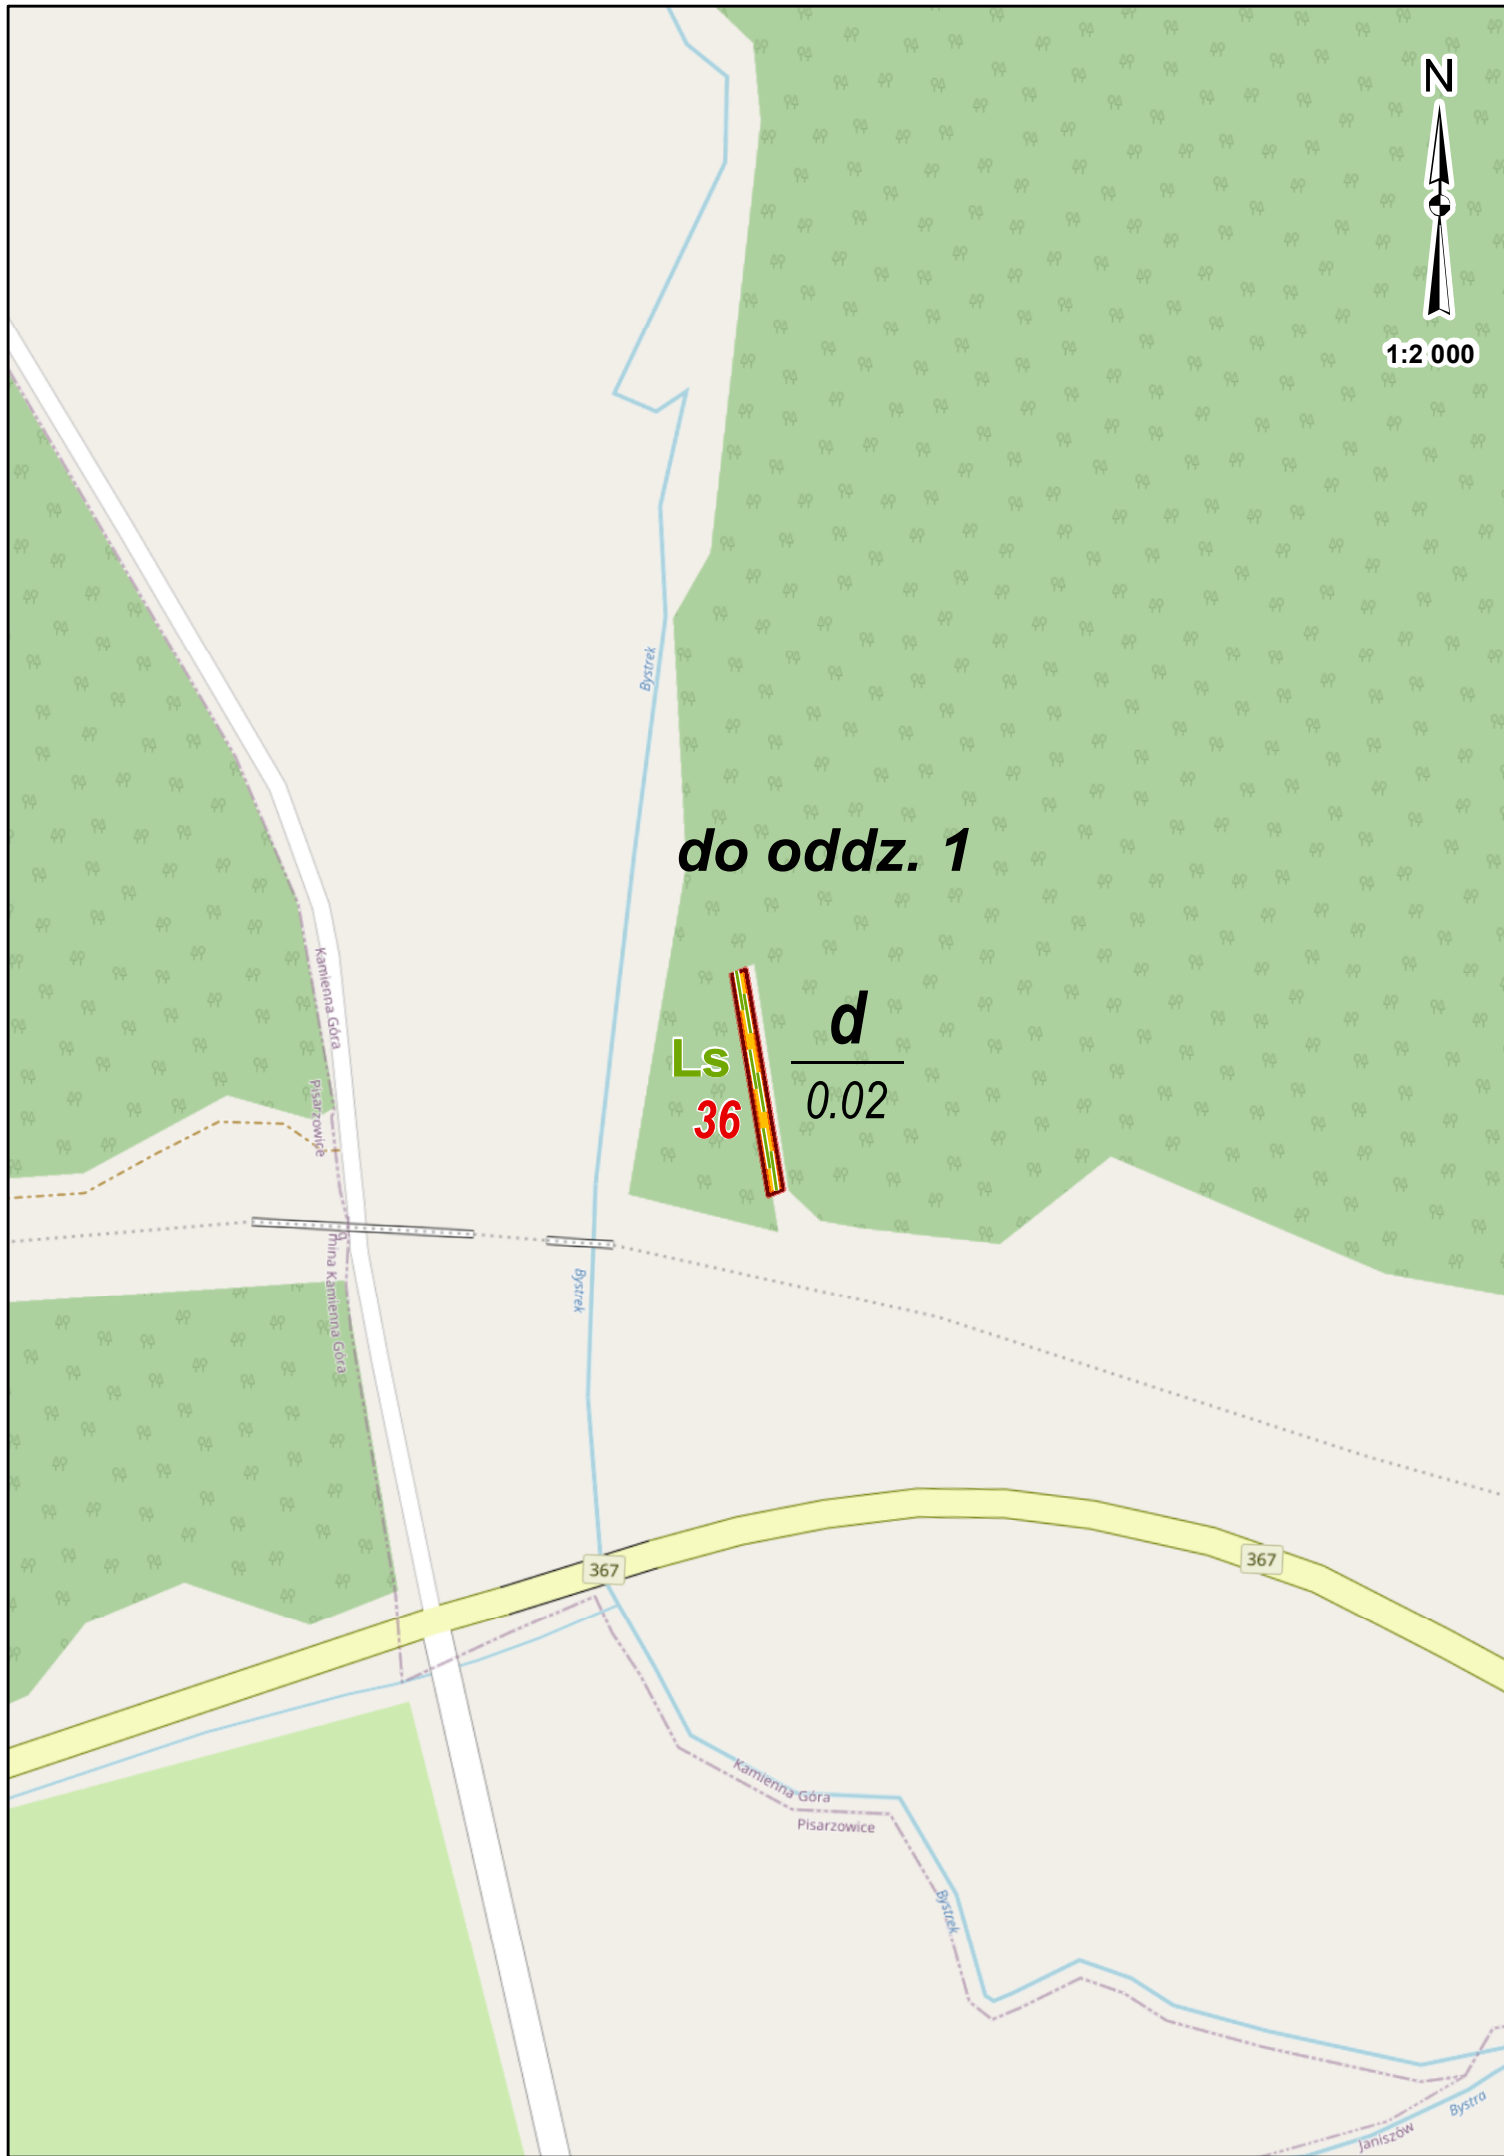 N
1:2 000
Bystrek
do oddz. 1
Kamienna Góra
Pisarzowice
d
0.02
Ls
36
mina Kamienna Góra
Bystrek
367
367
Kamienna Góra
Pisarzowice
Bystrek
Bystra
Janiszów